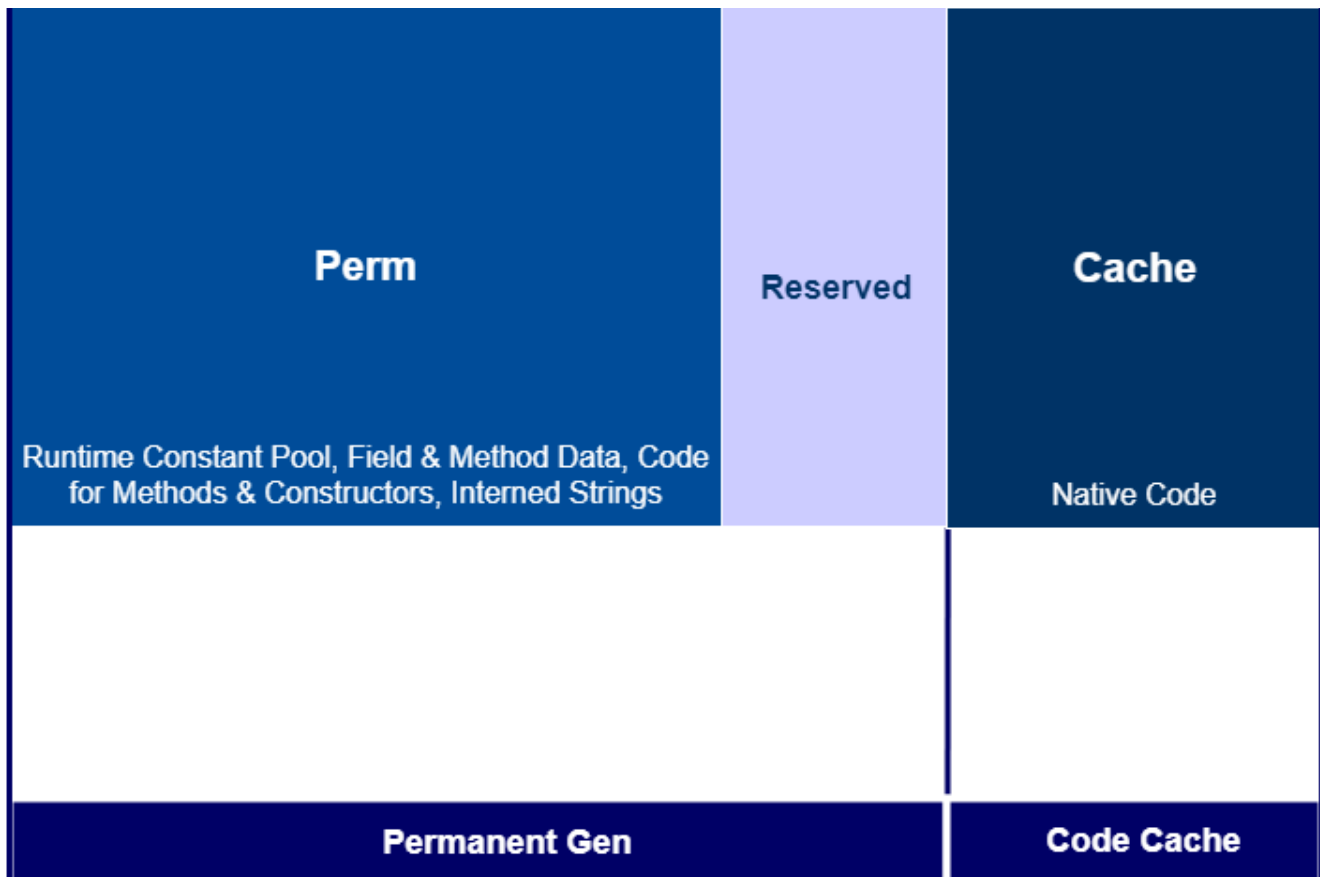 Perm
Reserved
Cache
Runtime Constant Pool, Field & Method Data, Code
for Methods & Constructors, Interned Strings
Native Code
Permanent Gen
Code Cache